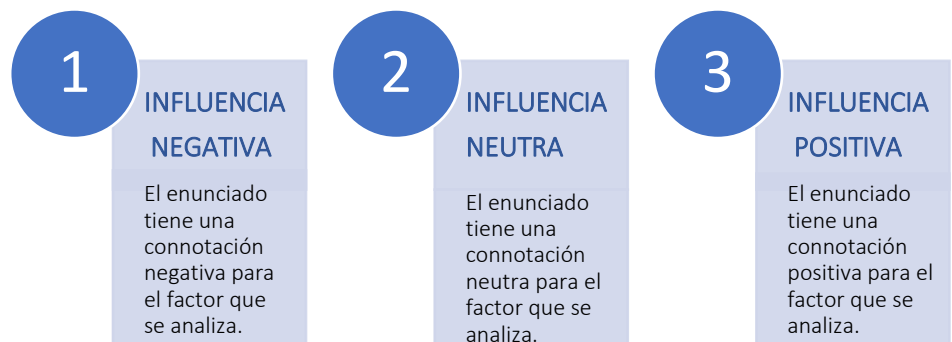 1
INFLUENCIA
NEGATIVA
El enunciado
tiene una
connotación
negativa para
el factor que
se analiza.
2
INFLUENCIA
NEUTRA
El enunciado
tiene una
connotación
neutra para el
factor que se
analiza.
3
INFLUENCIA
POSITIVA
El enunciado
tiene una
connotación
positiva para el
factor que se
analiza.